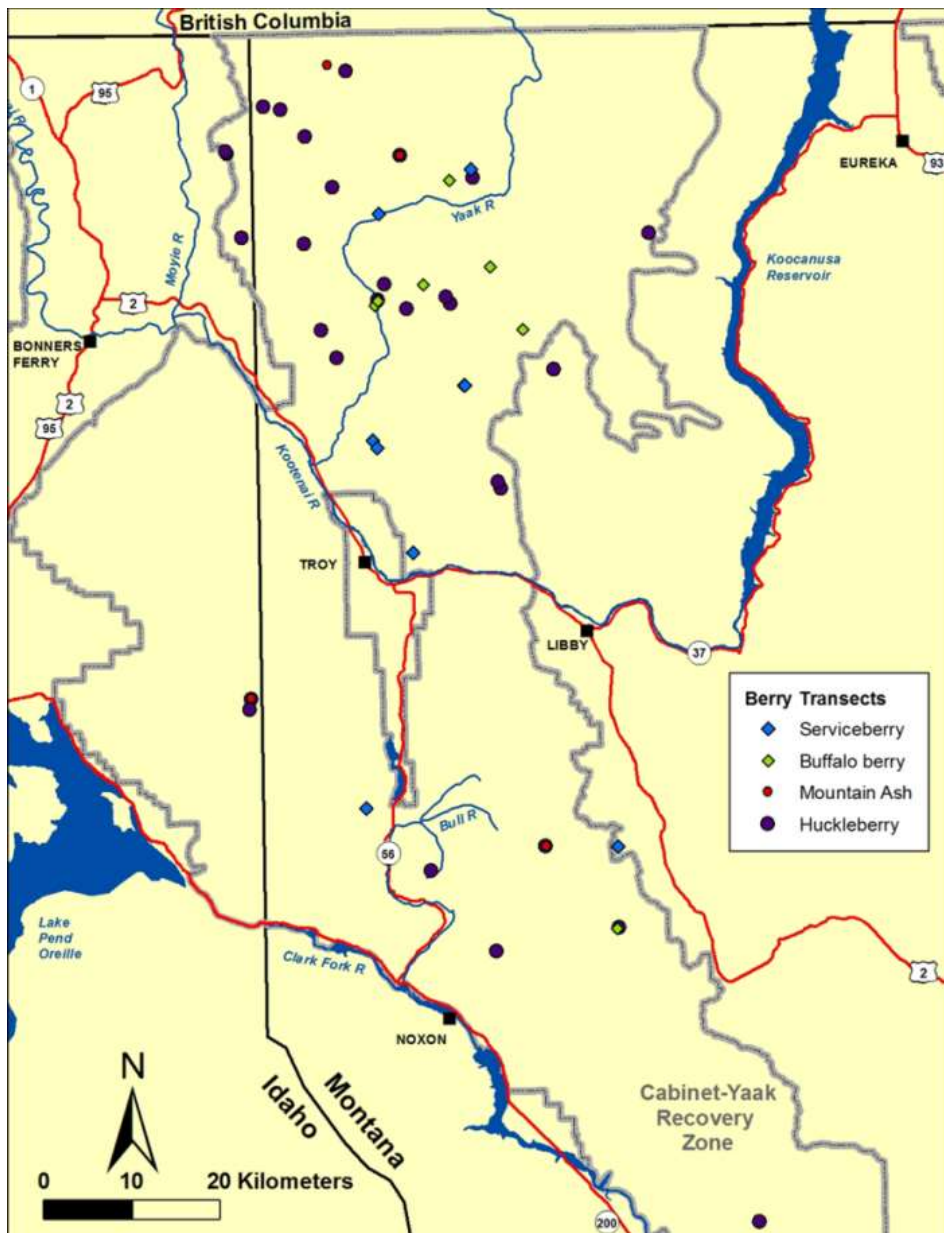 British Columbia
1
95
al R
EUREKA
93
Yaak R
Moyie R
Koocanusa
Reservoir
2
BONNERS
FERRY
2
95
Kootenai R
TROY
LIBBY
37
Berry Transects
Serviceberry
Buffalo berry
Mountain Ash
Huckleberry
Bull R
56
Lake
Pend
Oreille
Clark Fork R
2
NOXON
N
Montana
Idaho
Cabinet-Yaak
Recovery
Zone
0 10 20 Kilometers
200